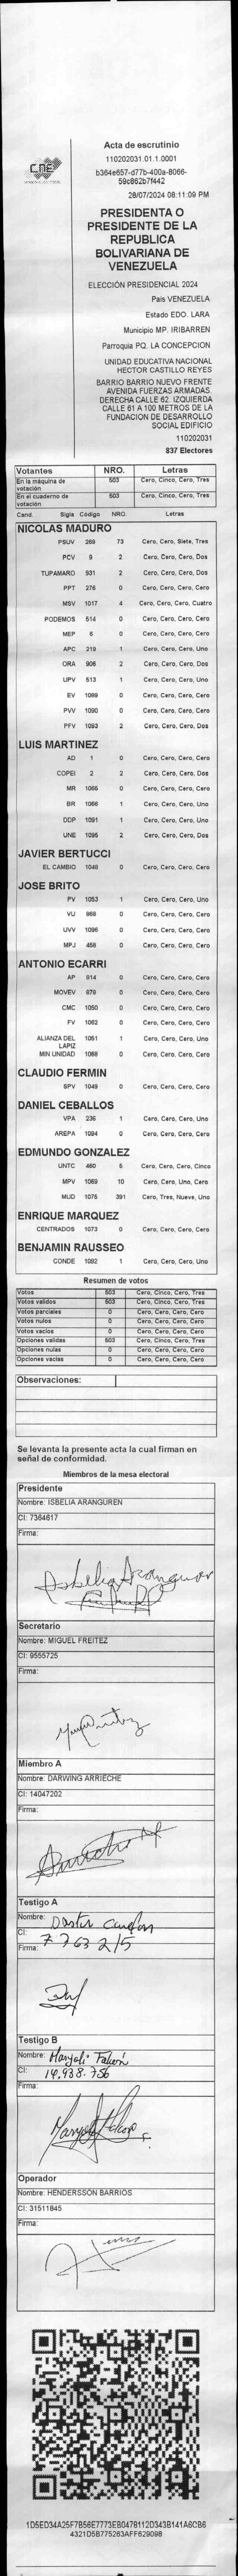 CNE
Acta de escrutinio
110202031.01.1.0001
b364e657-d77b-400a-8066-
59c862b7f442
28/07/2024 08:11:09 PM
PRESIDENTA O
PRESIDENTE DE LA
REPUBLICA
BOLIVARIANA DE
VENEZUELA
ELECCIÓN PRESIDENCIAL 2024
Pais VENEZUELA
Estado EDO. LARA
Municipio MP. IRIBARREN
Parroquia PQ. LA CONCEPCION
UNIDAD EDUCATIVA NACIONAL
HECTOR CASTILLO REYES
BARRIO BARRIO NUEVO FRENTE
AVENIDA FUERZAS ARMADAS.
DERECHA CALLE 62. IZQUIERDA
CALLE 61 A 100 METROS DE LA
FUNDACION DE DESARROLLO
SOCIAL EDIFICIO
110202031
837 Electores
Votantes NRO. Letras
En la máquina de votación 503 Cero, Cinco, Cero, Tres
En el cuaderno de votación 503 Cero, Cinco, Cero, Tres
Cand. Sigla Código NRO. Letras
NICOLAS MADURO
PSUV 269 73 Cero, Cero, Siete, Tres
PCV 9 2 Cero, Cero, Cero, Dos
TUPAMARO 931 2 Cero, Cero, Cero, Dos
PPT 276 0 Cero, Cero, Cero, Cero
MSV 1017 4 Cero, Cero, Cero, Cuatro
PODEMOS 514 0 Cero, Cero, Cero, Cero
MEP 6 0 Cero, Cero, Cero, Cero
APC 219 1 Cero, Cero, Cero, Uno
ORA 906 2 Cero, Cero, Cero, Dos
UPV 513 1 Cero, Cero, Cero, Uno
EV 1089 0 Cero, Cero, Cero, Cero
PVV 1090 0 Cero, Cero, Cero, Cero
PFV 1093 2 Cero, Cero, Cero, Dos
LUIS MARTINEZ
AD 1 0 Cero, Cero, Cero, Cero
COPEI 2 2 Cero, Cero, Cero, Dos
MR 1065 0 Cero, Cero, Cero, Cero
BR 1066 1 Cero, Cero, Cero, Uno
DDP 1091 1 Cero, Cero, Cero, Uno
UNE 1095 2 Cero, Cero, Cero, Dos
JAVIER BERTUCCI
EL CAMBIO 1048 0 Cero, Cero, Cero, Cero
JOSE BRITO
PV 1053 1 Cero, Cero, Cero, Uno
VU 968 0 Cero, Cero, Cero, Cero
UVV 1096 0 Cero, Cero, Cero, Cero
MPJ 458 0 Cero, Cero, Cero, Cero
ANTONIO ECARRI
AP 914 0 Cero, Cero, Cero, Cero
MOVEV 979 0 Cero, Cero, Cero, Cero
CMC 1050 0 Cero, Cero, Cero, Cero
FV 1062 0 Cero, Cero, Cero, Cero
ALIANZA DEL LAPIZ 1051 1 Cero, Cero, Cero, Uno
MIN UNIDAD 1068 0 Cero, Cero, Cero, Cero
CLAUDIO FERMIN
SPV 1049 0 Cero, Cero, Cero, Cero
DANIEL CEBALLOS
VPA 236 1 Cero, Cero, Cero, Uno
AREPA 1094 0 Cero, Cero, Cero, Cero
EDMUNDO GONZALEZ
UNTC 460 5 Cero, Cero, Cero, Cinco
MPV 1069 10 Cero, Cero, Uno, Cero
MUD 1075 391 Cero, Tres, Nueve, Uno
ENRIQUE MARQUEZ
CENTRADOS 1073 0 Cero, Cero, Cero, Cero
BENJAMIN RAUSSEO
CONDE 1082 1 Cero, Cero, Cero, Uno
Resumen de votos
Votos 503 Cero, Cinco, Cero, Tres
Votos validos 503 Cero, Cinco, Cero, Tres
Votos parciales 0 Cero, Cero, Cero, Cero
Votos nulos 0 Cero, Cero, Cero, Cero
Votos vacios 0 Cero, Cero, Cero, Cero
Opciones validas 503 Cero, Cinco, Cero, Tres
Opciones nulas 0 Cero, Cero, Cero, Cero
Opciones vacias 0 Cero, Cero, Cero, Cero
Observaciones:
Se levanta la presente acta la cual firman en
señal de conformidad.
Miembros de la mesa electoral
Presidente
Nombre: ISBELIA ARANGUREN
CI: 7364617
Firma:
Isbelia Aranguren
Secretario
Nombre: MIGUEL FREITEZ
CI: 9555725
Firma:
Miembro A
Nombre: DARWING ARRIECHE
CI: 14047202
Firma:
Testigo A
Nombre:
CI: 7 363 215
Firma:
Testigo B
Nombre: Maryoli Falcon
CI: 14.938.756
Firma:
Operador
Nombre: HENDERSSON BARRIOS
CI: 31511845
Firma:
1D5ED34A25F7B56E7773EB0478112D343B141A6CB6
4321D5B775263AFF629098